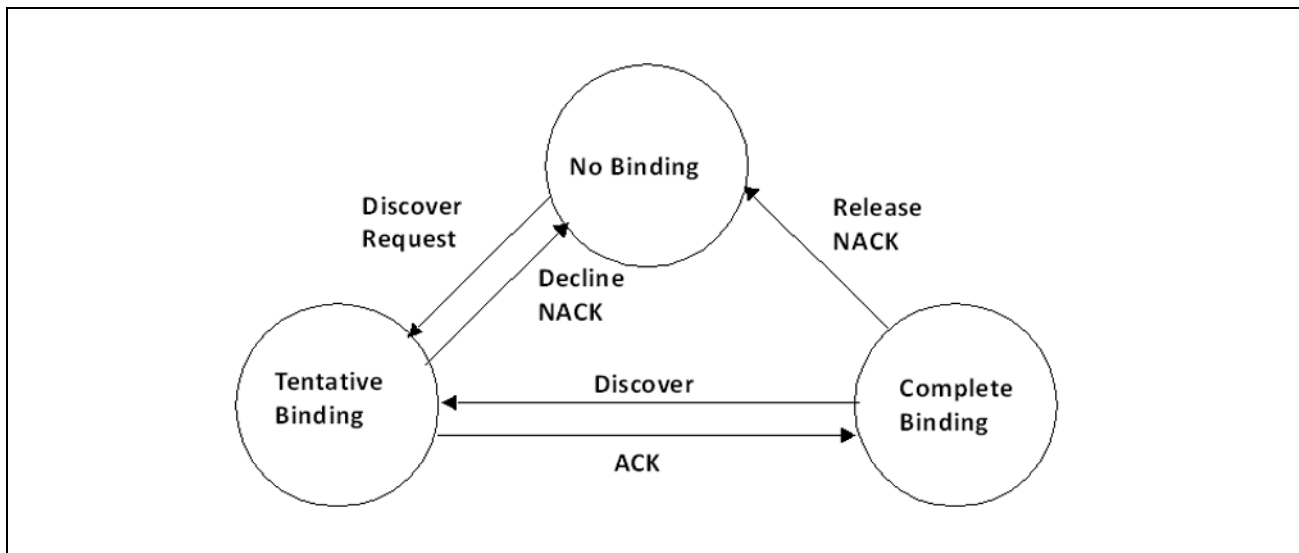 No Binding
Discover
Request
Release
NACK
Decline
NACK
Tentative
Binding
Discover
Complete
Binding
ACK